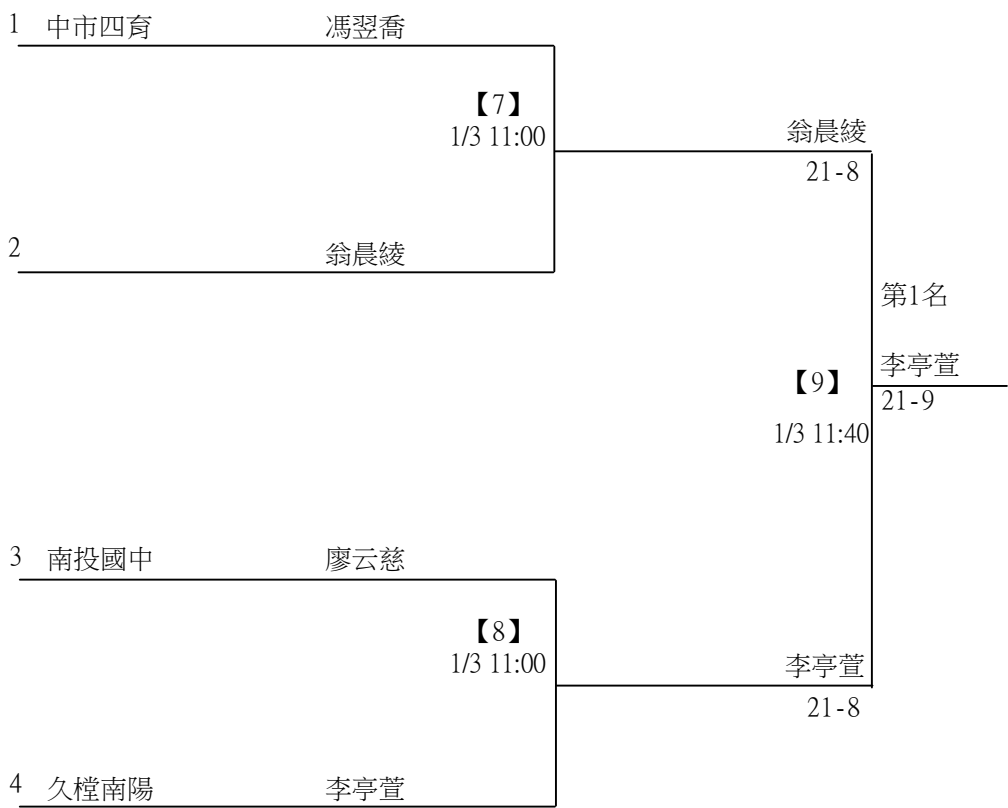 1 中市四育 馮翌喬
【7】
1/3 11:00
翁晨綾
21-8
2 翁晨綾
第1名
李亭萱
【9】
21-9
1/3 11:40
3 南投國中 廖云慈
【8】
1/3 11:00
李亭萱
21-8
4 久樘南陽 李亭萱